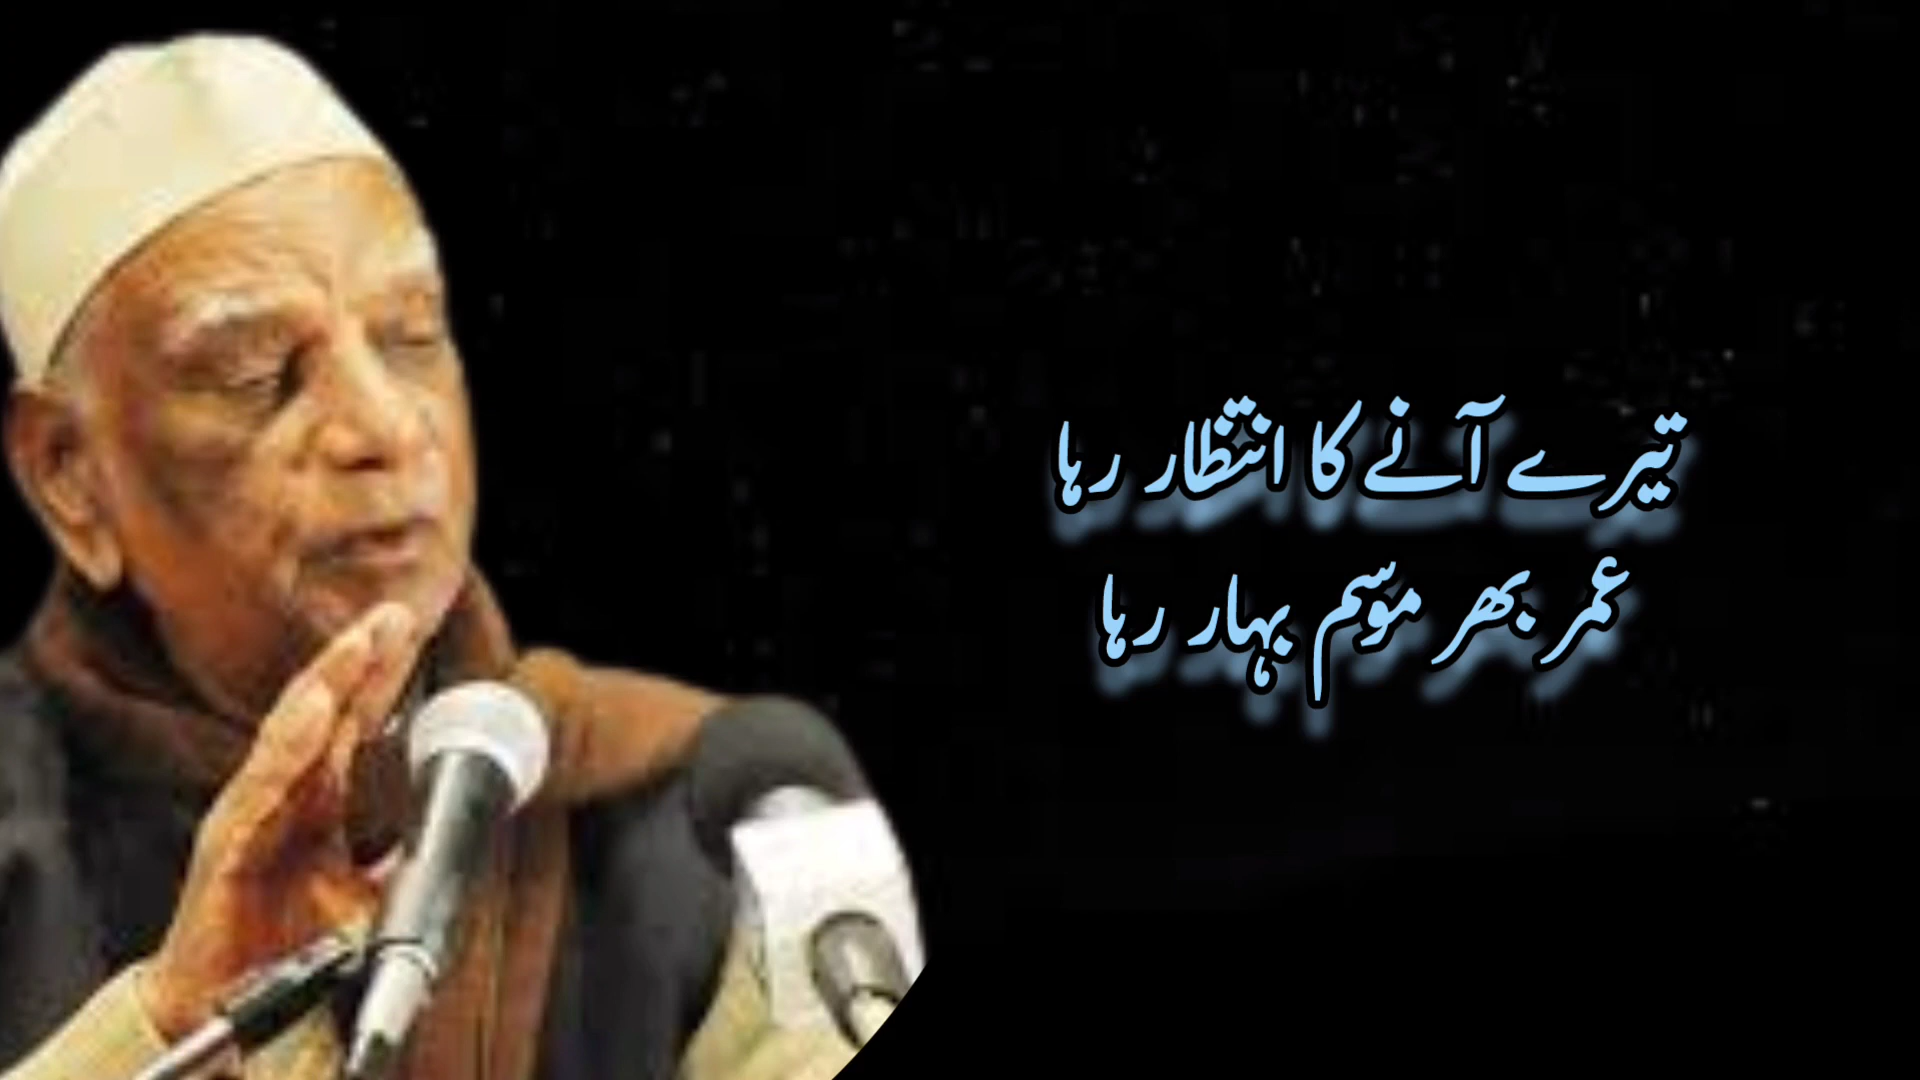 تیرے آنے کا انتظار رہا
عمر بھر موسم بہار رہا